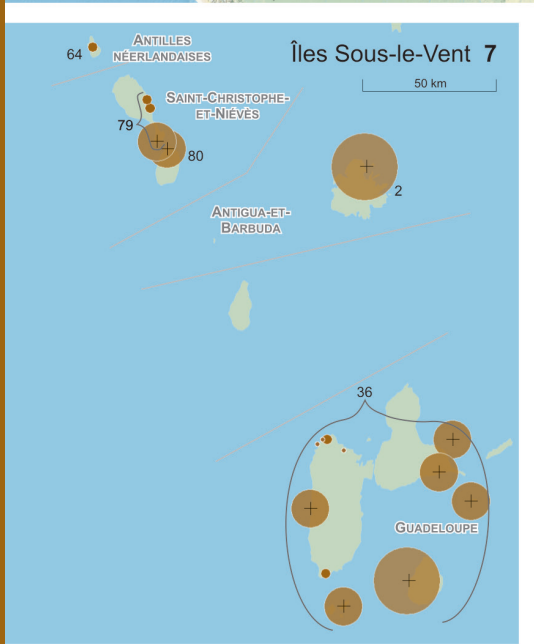 ANTILLES
NÉERLANDAISES
64
Îles Sous-le-Vent 7
50 km
SAINT-CHRISTOPHE-
ET-NIÉVÈS
79
80
2
ANTIGUA-ET-
BARBUDA
36
GUADELOUPE